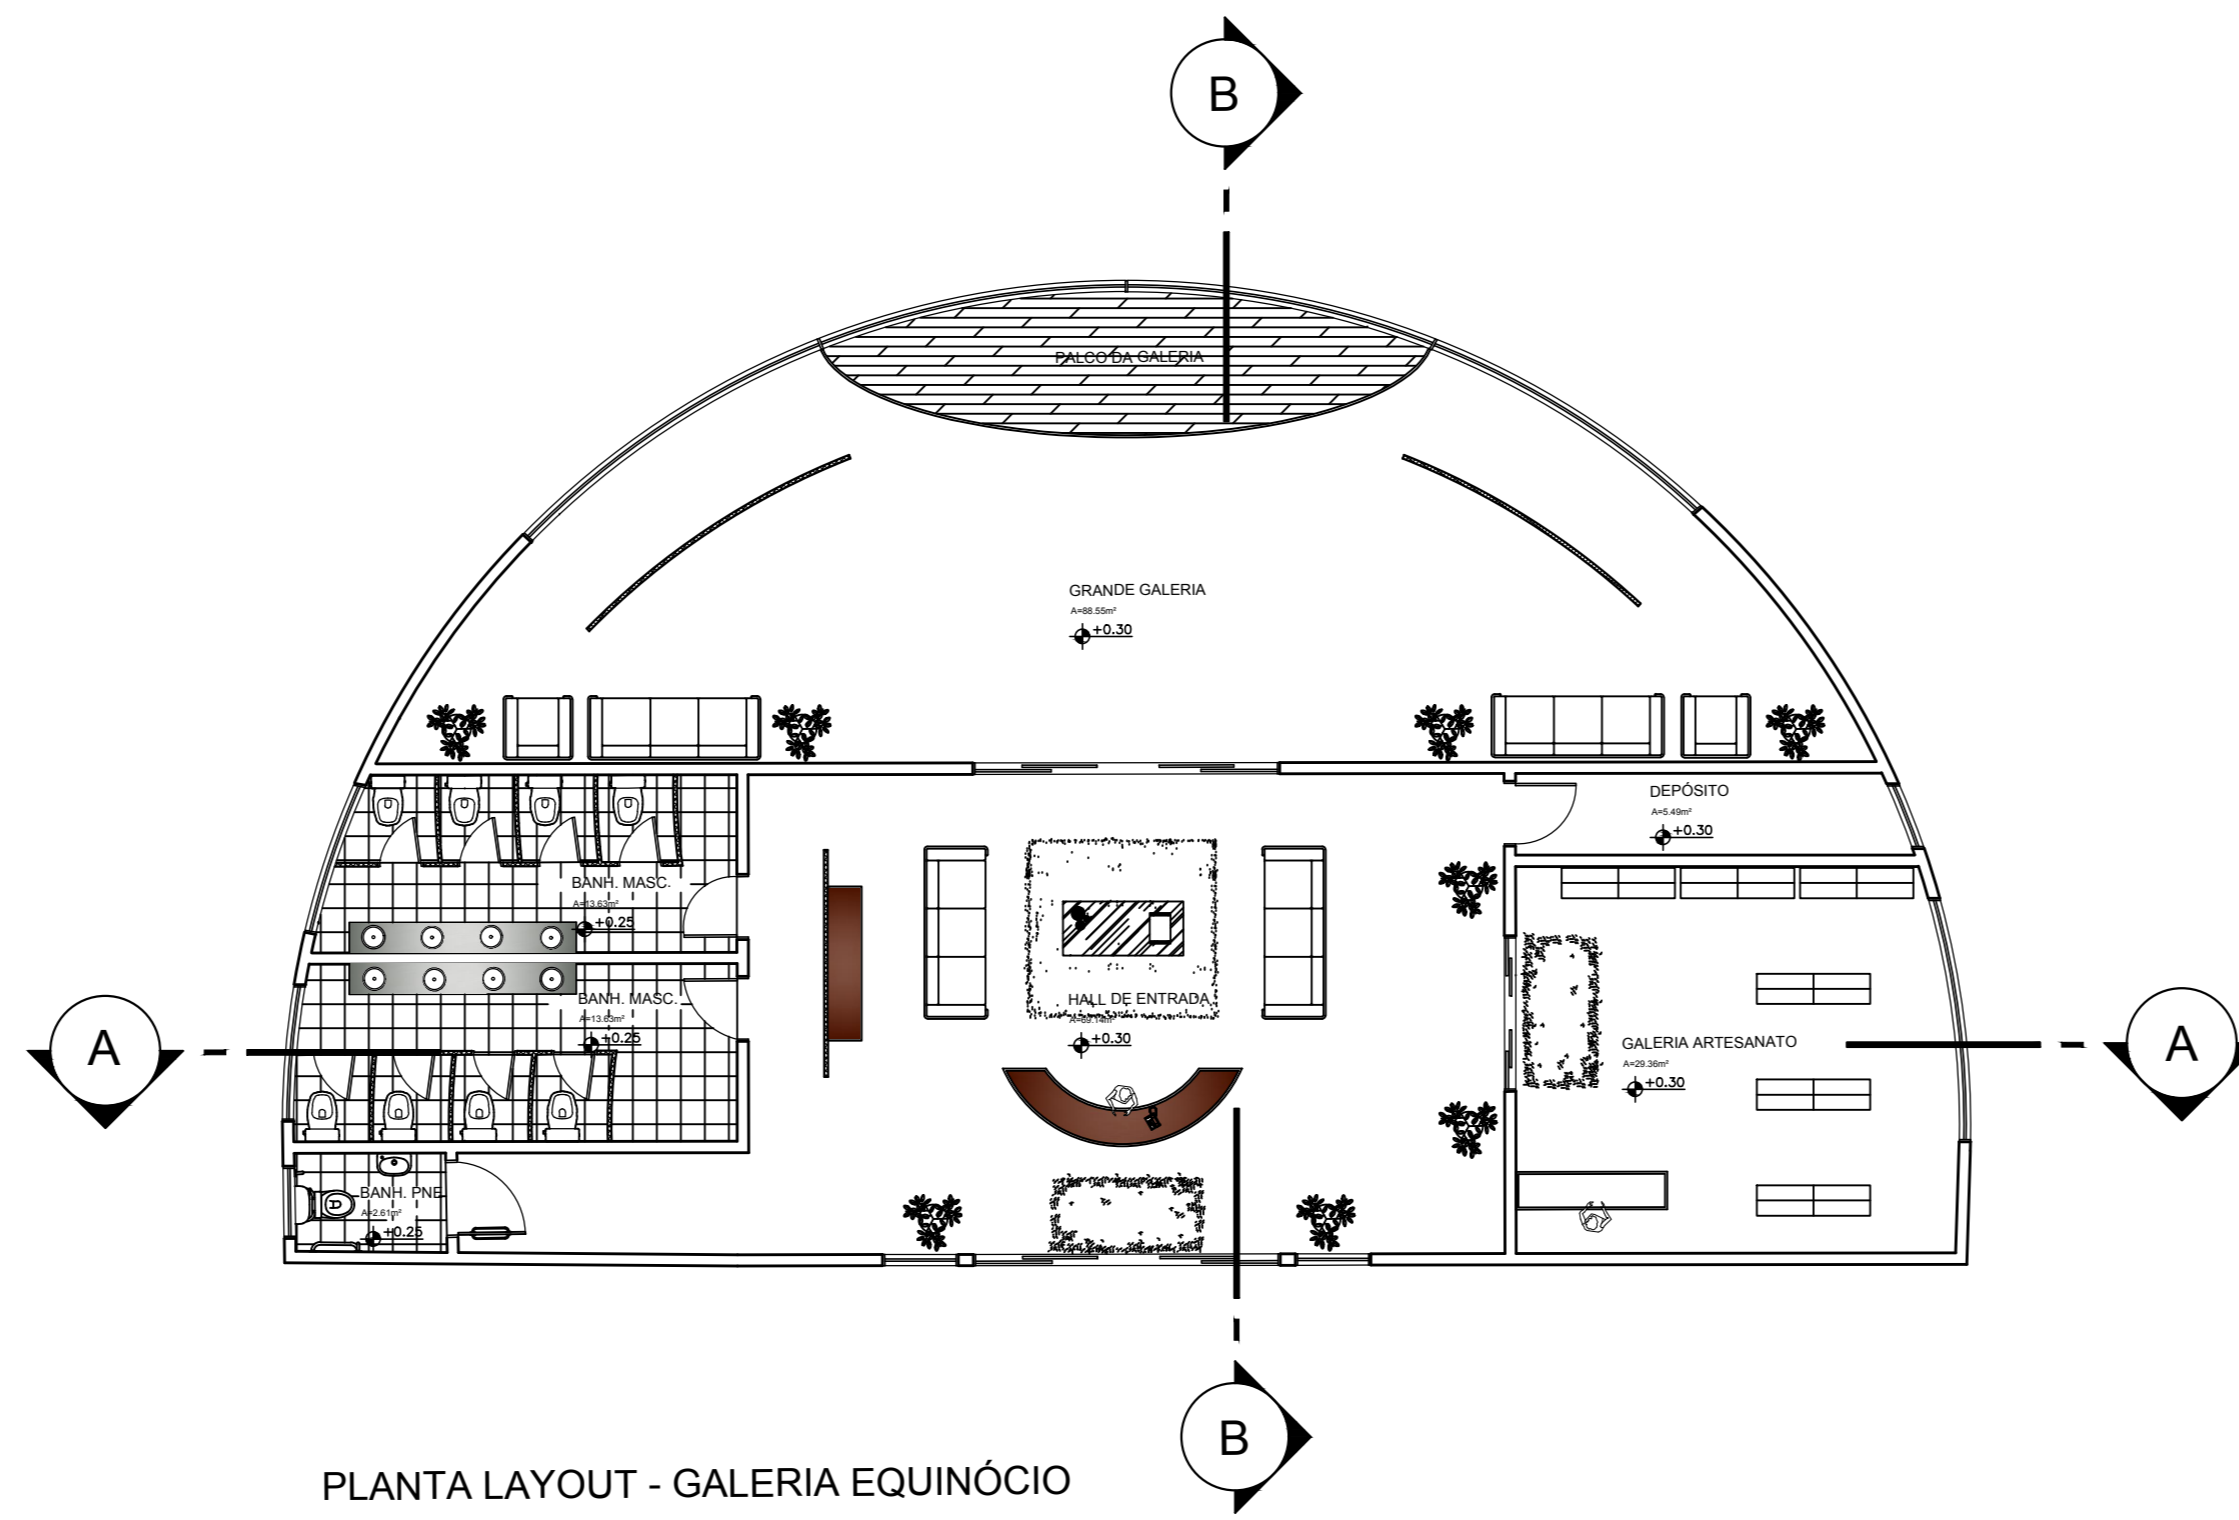 B
PALCO DA GALERIA
GRANDE GALERIA
A=88.55m²
+0.30
DEPÓSITO
A=5.49m²
+0.30
BANH. MASC.
A=13.63m²
+0.25
BANH. MASC.
A=13.63m²
+0.25
HALL DE ENTRADA
A=69.14m²
+0.30
GALERIA ARTESANATO
A=29.36m²
+0.30
A
A
BANH. PNE
A=2.61m²
+0.25
B
PLANTA LAYOUT - GALERIA EQUINÓCIO